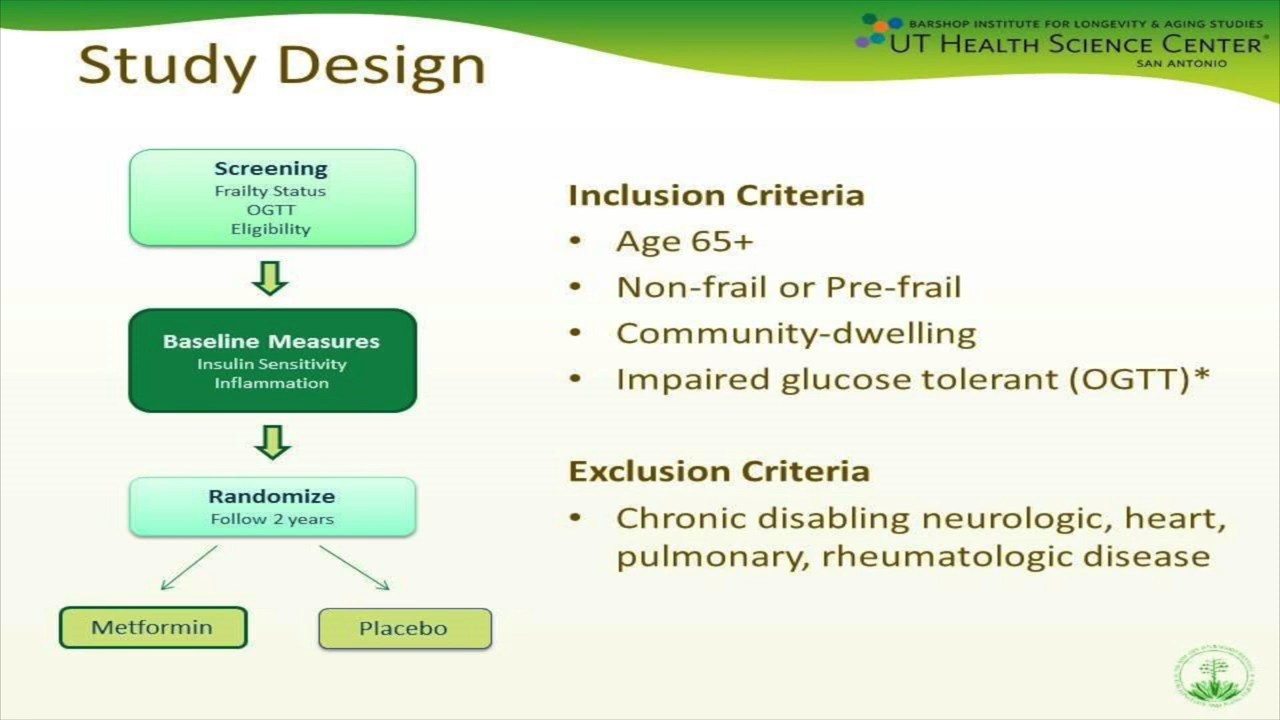 BARSHOP INSTITUTE FOR LONGEVITY & AGING STUDIES
UT HEALTH SCIENCE CENTER®
SAN ANTONIO
Study Design
Screening
Frailty Status
OGTT
Eligibility
Baseline Measures
Insulin Sensitivity
Inflammation
Randomize
Follow 2 years
Metformin
Placebo
Inclusion Criteria
• Age 65+
• Non-frail or Pre-frail
• Community-dwelling
• Impaired glucose tolerant (OGTT)*
Exclusion Criteria
• Chronic disabling neurologic, heart,
pulmonary, rheumatologic disease